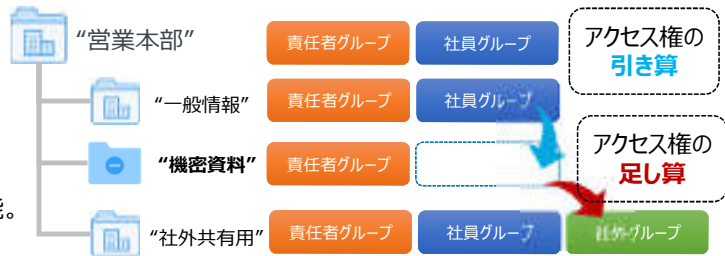 "営業本部" 責任者グループ 社員グループ
アクセス権の
引き算
"一般情報" 責任者グループ 社員グループ
"機密資料" 責任者グループ
アクセス権の
足し算
。
"社外共有用" 責任者グループ 社員グループ 社外グループ